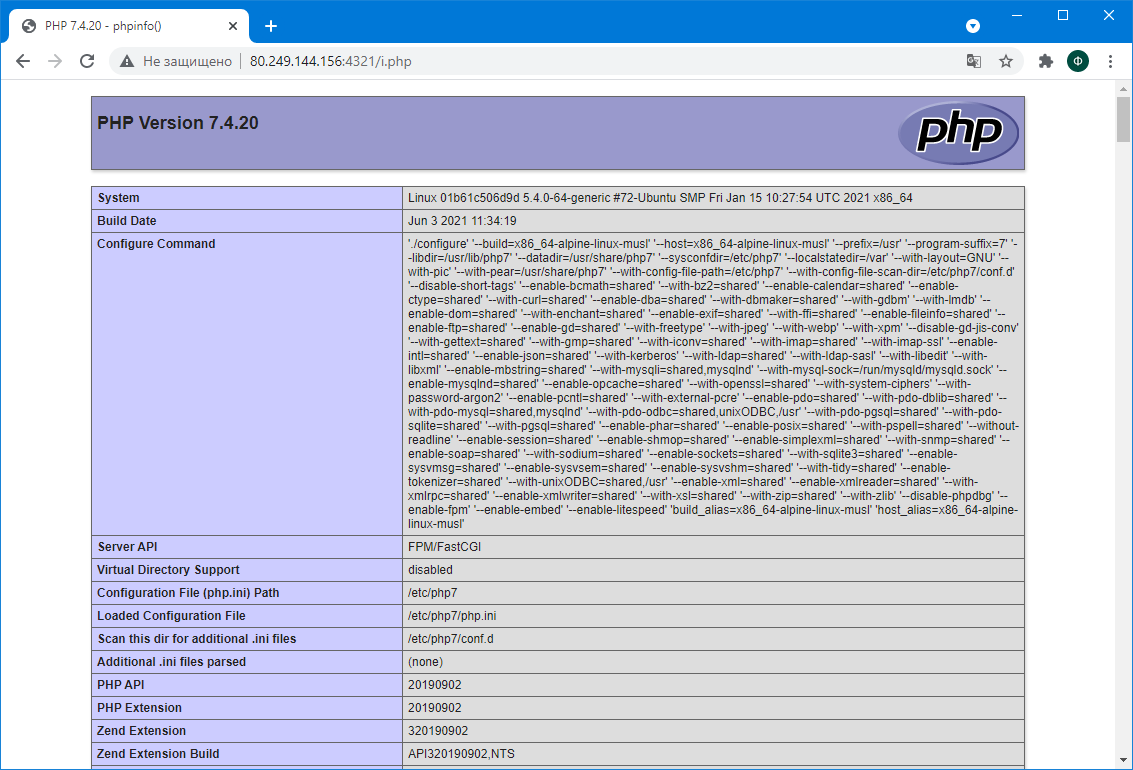 PHP 7.4.20 - phpinfo()
Не защищено
80.249.144.156:4321/i.php
Ф
PHP Version 7.4.20
php
System Linux 01b61c506d9d 5.4.0-64-generic #72-Ubuntu SMP Fri Jan 15 10:27:54 UTC 2021 x86_64
Build Date Jun 3 2021 11:34:19
Configure Command './configure' '--build=x86_64-alpine-linux-musl' '--host=x86_64-alpine-linux-musl' '--prefix=/usr' '--program-suffix=7' '-
-libdir=/usr/lib/php7' '--datadir=/usr/share/php7' '--sysconfdir=/etc/php7' '--localstatedir=/var' '--with-layout=GNU' '--
with-pic' '--with-pear=/usr/share/php7' '--with-config-file-path=/etc/php7' '--with-config-file-scan-dir=/etc/php7/conf.d'
'--disable-short-tags' '--enable-bcmath=shared' '--with-bz2=shared' '--enable-calendar=shared' '--enable-
ctype=shared' '--with-curl=shared' '--enable-dba=shared' '--with-dbmaker=shared' '--with-gdbm' '--with-lmdb' '--
enable-dom=shared' '--with-enchant=shared' '--enable-exif=shared' '--with-ffi=shared' '--enable-fileinfo=shared' '--
enable-ftp=shared' '--enable-gd=shared' '--with-freetype' '--with-jpeg' '--with-webp' '--with-xpm' '--disable-gd-jis-conv'
'--with-gettext=shared' '--with-gmp=shared' '--with-iconv=shared' '--with-imap=shared' '--with-imap-ssl' '--enable-
intl=shared' '--enable-json=shared' '--with-kerberos' '--with-ldap=shared' '--with-ldap-sasl' '--with-libedit' '--with-
libxml' '--enable-mbstring=shared' '--with-mysqli=shared,mysqlnd' '--with-mysql-sock=/run/mysqld/mysqld.sock' '--
enable-mysqlnd=shared' '--enable-opcache=shared' '--with-openssl=shared' '--with-system-ciphers' '--with-
password-argon2' '--enable-pcntl=shared' '--with-external-pcre' '--enable-pdo=shared' '--with-pdo-dblib=shared' '--
with-pdo-mysql=shared,mysqlnd' '--with-pdo-odbc=shared,unixODBC,/usr' '--with-pdo-pgsql=shared' '--with-pdo-
sqlite=shared' '--with-pgsql=shared' '--enable-phar=shared' '--enable-posix=shared' '--with-pspell=shared' '--without-
readline' '--enable-session=shared' '--enable-shmop=shared' '--enable-simplexml=shared' '--with-snmp=shared' '--
enable-soap=shared' '--with-sodium=shared' '--enable-sockets=shared' '--with-sqlite3=shared' '--enable-
sysvmsg=shared' '--enable-sysvsem=shared' '--enable-sysvshm=shared' '--with-tidy=shared' '--enable-
tokenizer=shared' '--with-unixODBC=shared,/usr' '--enable-xml=shared' '--enable-xmlreader=shared' '--with-
xmlrpc=shared' '--enable-xmlwriter=shared' '--with-xsl=shared' '--with-zip=shared' '--with-zlib' '--disable-phpdbg' '--
enable-fpm' '--enable-embed' '--enable-litespeed' 'build_alias=x86_64-alpine-linux-musl' 'host_alias=x86_64-alpine-
linux-musl'
Server API FPM/FastCGI
Virtual Directory Support disabled
Configuration File (php.ini) Path /etc/php7
Loaded Configuration File /etc/php7/php.ini
Scan this dir for additional .ini files /etc/php7/conf.d
Additional .ini files parsed (none)
PHP API 20190902
PHP Extension 20190902
Zend Extension 320190902
Zend Extension Build API320190902,NTS